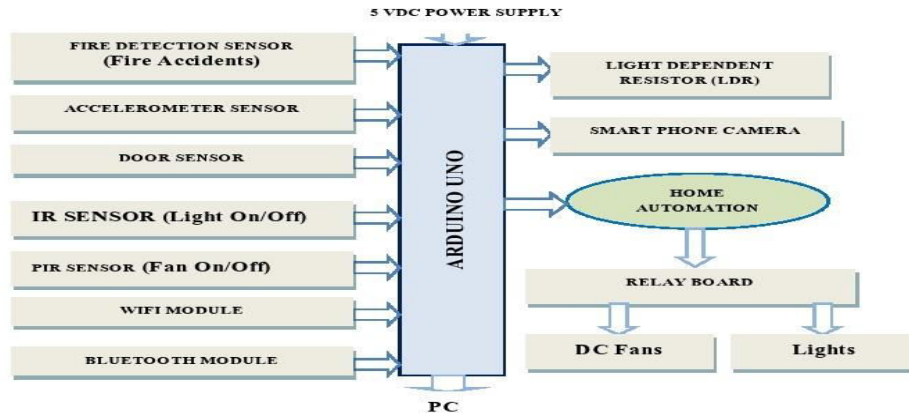 5 VDC POWER SUPPLY
FIRE DETECTION SENSOR
(Fire Accidents)
ACCELEROMETER SENSOR
DOOR SENSOR
IR SENSOR (Light On/Off)
PIR SENSOR (Fan On/Off)
WIFI MODULE
BLUETOOTH MODULE
ARDUINO UNO
LIGHT DEPENDENT
RESISTOR (LDR)
SMART PHONE CAMERA
HOME
AUTOMATION
RELAY BOARD
DC Fans
Lights
PC